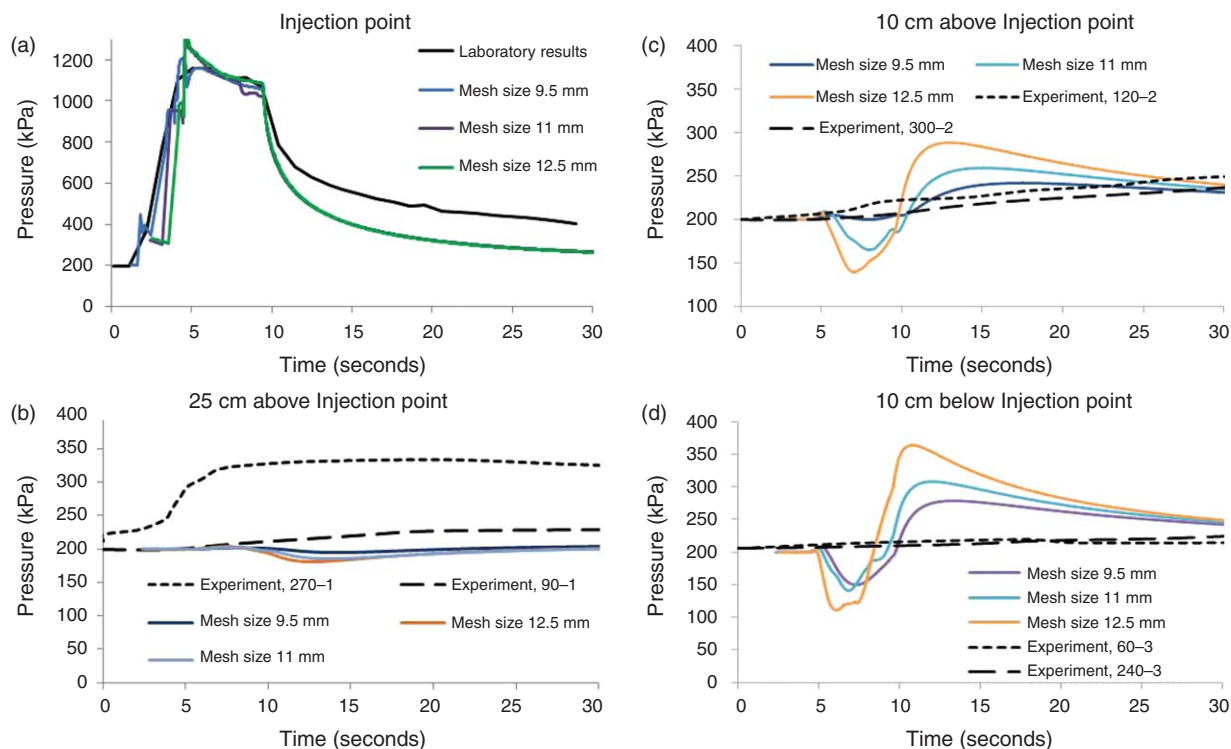 Injection point
(a)
1200
1000
800
600
400
200
0
Pressure (kPa)
0 5 10 15 20 25 30
Time (seconds)
Laboratory results
Mesh size 9.5 mm
Mesh size 11 mm
Mesh size 12.5 mm
10 cm above Injection point
(c)
400
350
300
250
200
150
100
Pressure (kPa)
0 5 10 15 20 25 30
Time (seconds)
Mesh size 9.5 mm Mesh size 11 mm
Mesh size 12.5 mm Experiment, 120–2
Experiment, 300–2
25 cm above Injection point
(b)
400
350
300
250
200
150
100
50
0
Pressure (kPa)
0 5 10 15 20 25 30
Time (seconds)
Experiment, 270–1 Experiment, 90–1
Mesh size 9.5 mm Mesh size 12.5 mm
Mesh size 11 mm
10 cm below Injection point
(d)
400
350
300
250
200
150
100
50
0
Pressure (kPa)
0 5 10 15 20 25 30
Time (seconds)
Mesh size 9.5 mm
Mesh size 11 mm
Mesh size 12.5 mm
Experiment, 60–3
Experiment, 240–3